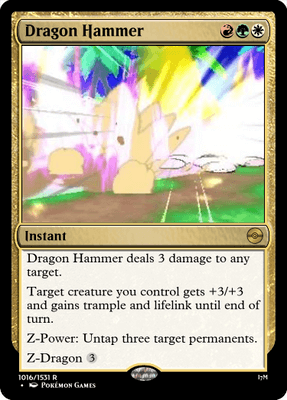 Dragon Hammer
Instant
Dragon Hammer deals 3 damage to any
target.
Target creature you control gets +3/+3
and gains trample and lifelink until end
of turn.
Z-Power: Untap three target permanents.
Z-Dragon 3
1016/1531 R
• Pokémon Games